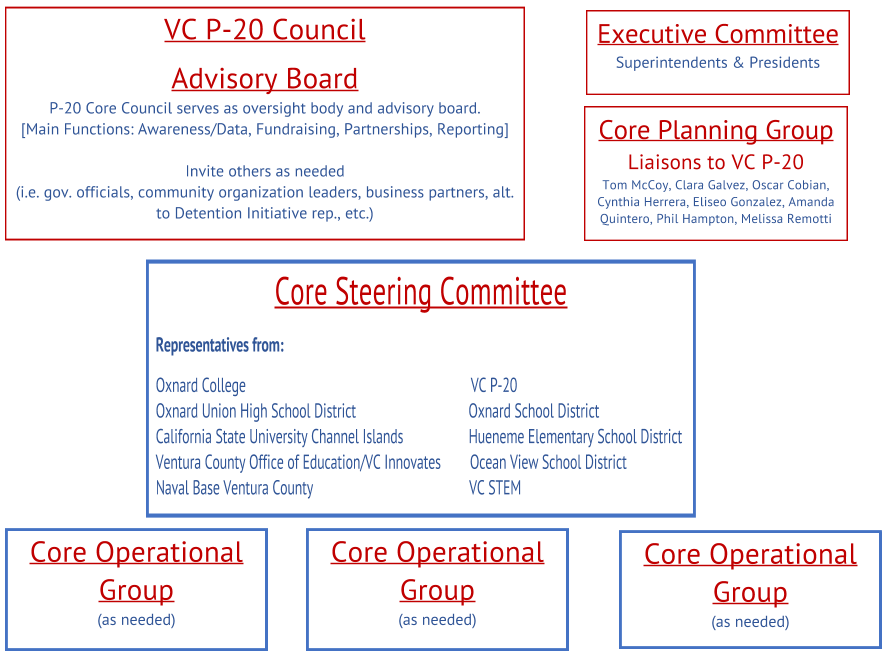 VC P-20 Council
Advisory Board
P-20 Core Council serves as oversight body and advisory board.
[Main Functions: Awareness/Data, Fundraising, Partnerships, Reporting]
Invite others as needed
(i.e. gov. officials, community organization leaders, business partners, alt.
to Detention Initiative rep., etc.)
Executive Committee
Superintendents & Presidents
Core Planning Group
Liaisons to VC P-20
Tom McCoy, Clara Galvez, Oscar Cobian,
Cynthia Herrera, Eliseo Gonzalez, Amanda
Quintero, Phil Hampton, Melissa Remotti
Core Steering Committee
Representatives from:
Oxnard College
Oxnard Union High School District
California State University Channel Islands
Ventura County Office of Education/VC Innovates
Naval Base Ventura County
VC P-20
Oxnard School District
Hueneme Elementary School District
Ocean View School District
VC STEM
Core Operational
Group
(as needed)
Core Operational
Group
(as needed)
Core Operational
Group
(as needed)